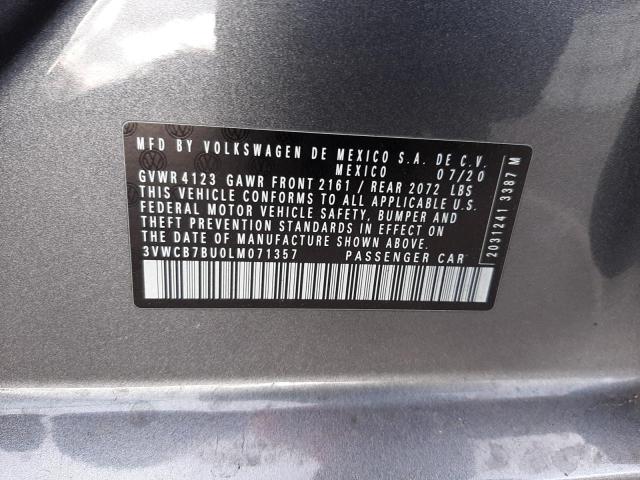 MFD BY VOLKSWAGEN DE MEXICO S.A. DE C.V.
MEXICO 07/20
GVWR 4123 GAWR FRONT 2161 / REAR 2072 LBS
THIS VEHICLE CONFORMS TO ALL APPLICABLE U.S.
FEDERAL MOTOR VEHICLE SAFETY, BUMPER AND
THEFT PREVENTION STANDARDS IN EFFECT ON
THE DATE OF MANUFACTURE SHOWN ABOVE.
3VWCB7BU0LM071357 PASSENGER CAR
2031241 3387 M